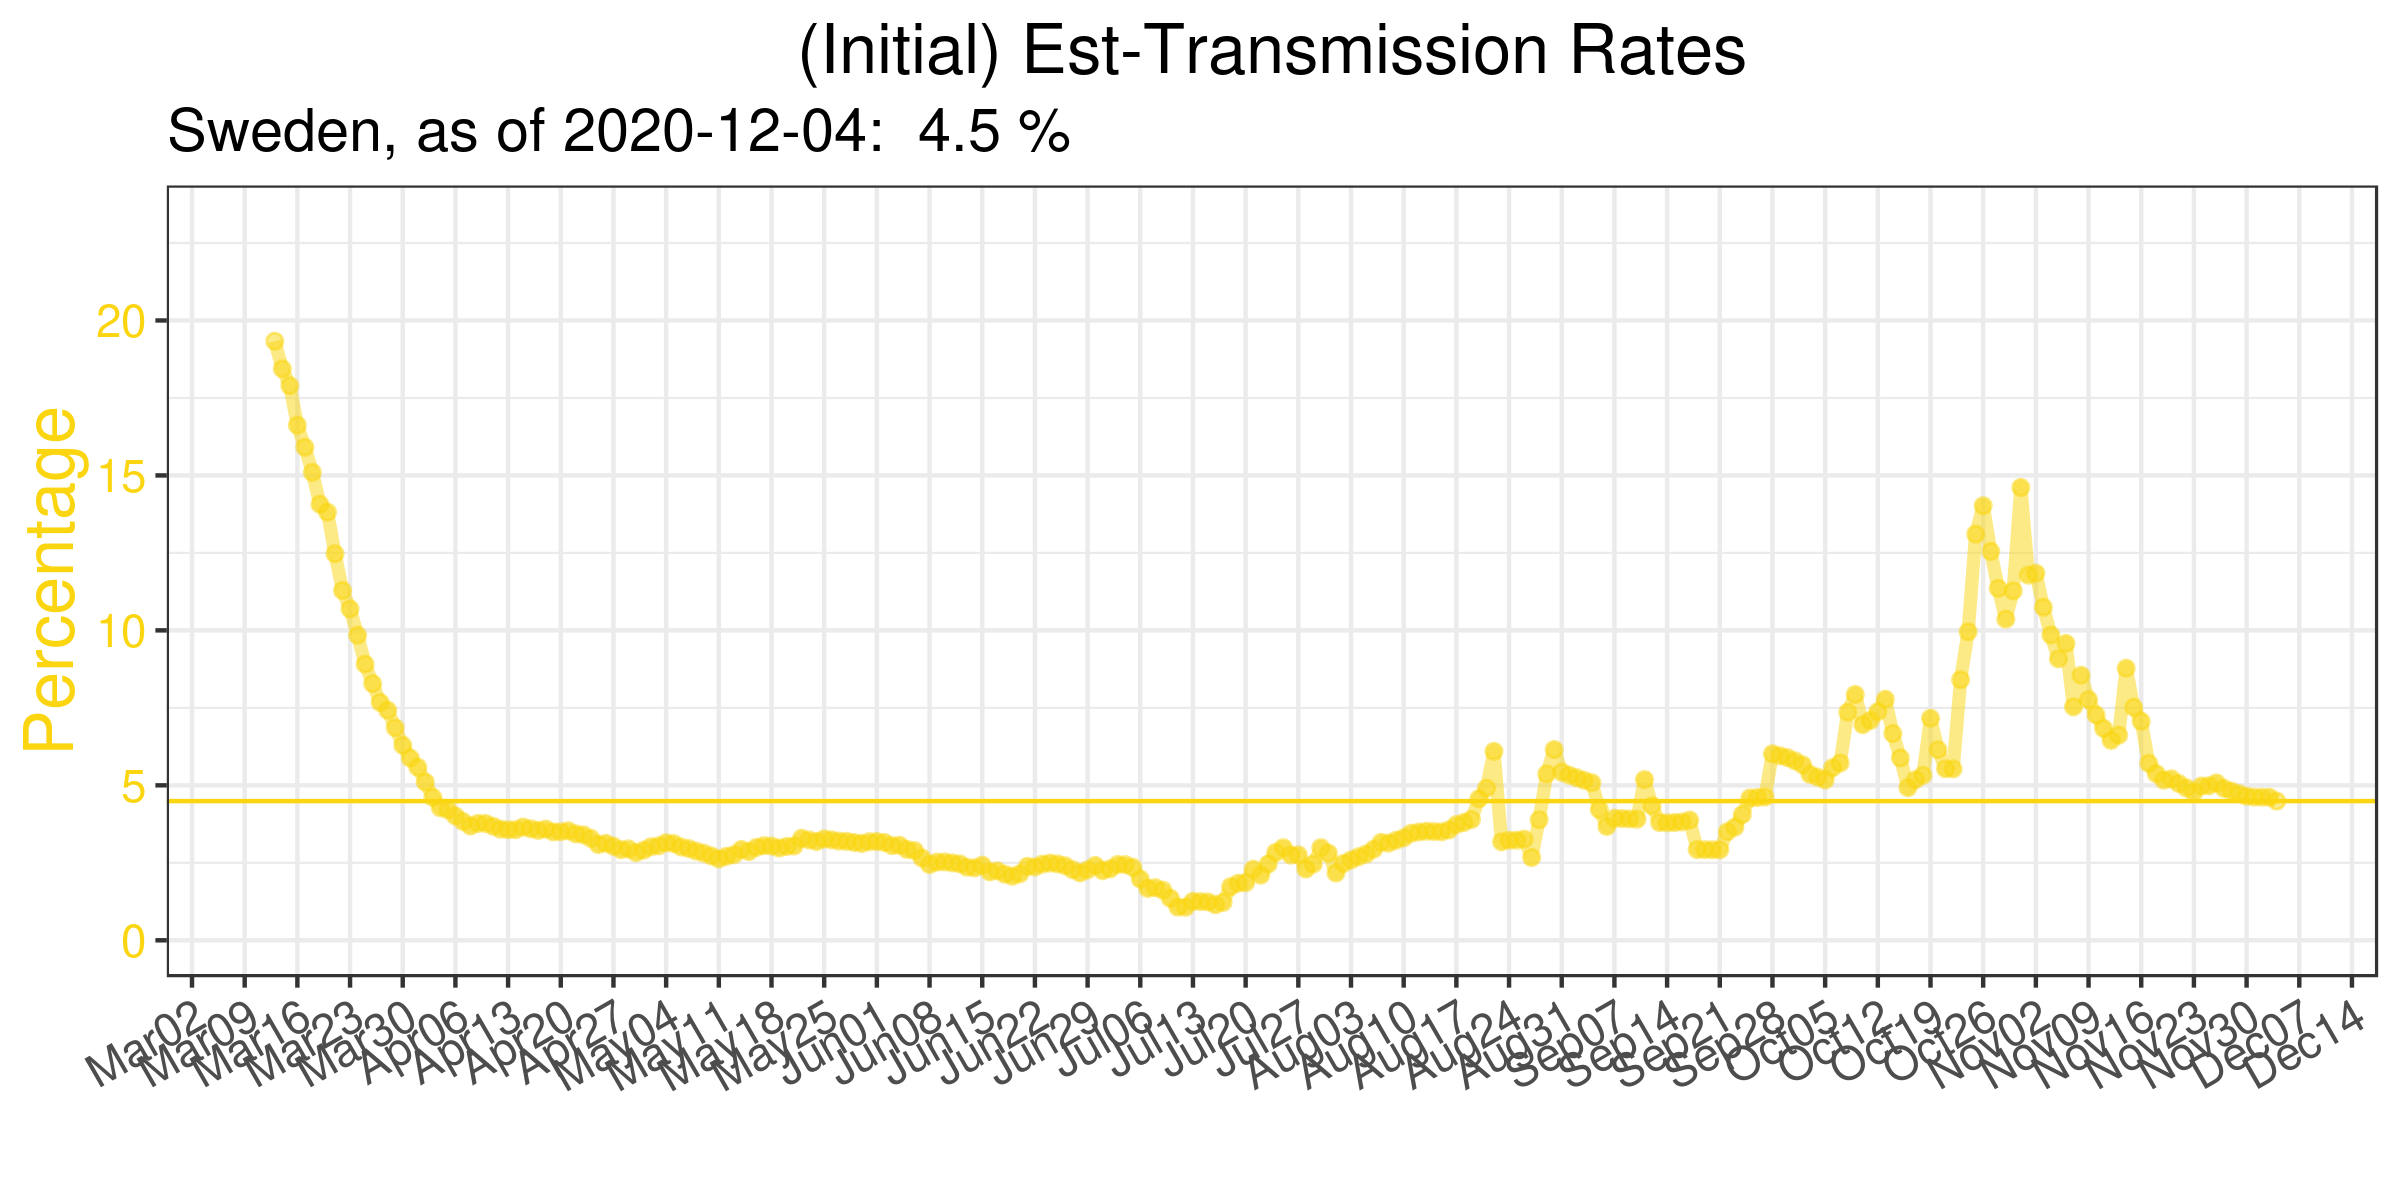 (Initial) Est-Transmission Rates
Sweden, as of 2020-12-04:  4.5 %
Percentage
20
15
10
5
0
Mar02
Mar09
Mar16
Mar23
Mar30
Apr06
Apr13
Apr20
Apr27
May04
May11
May18
May25
Jun01
Jun08
Jun15
Jun22
Jun29
Jul06
Jul13
Jul20
Jul27
Aug03
Aug10
Aug17
Aug24
Aug31
Sep07
Sep14
Sep21
Sep28
Oct05
Oct12
Oct19
Oct26
Nov02
Nov09
Nov16
Nov23
Nov30
Dec07
Dec14